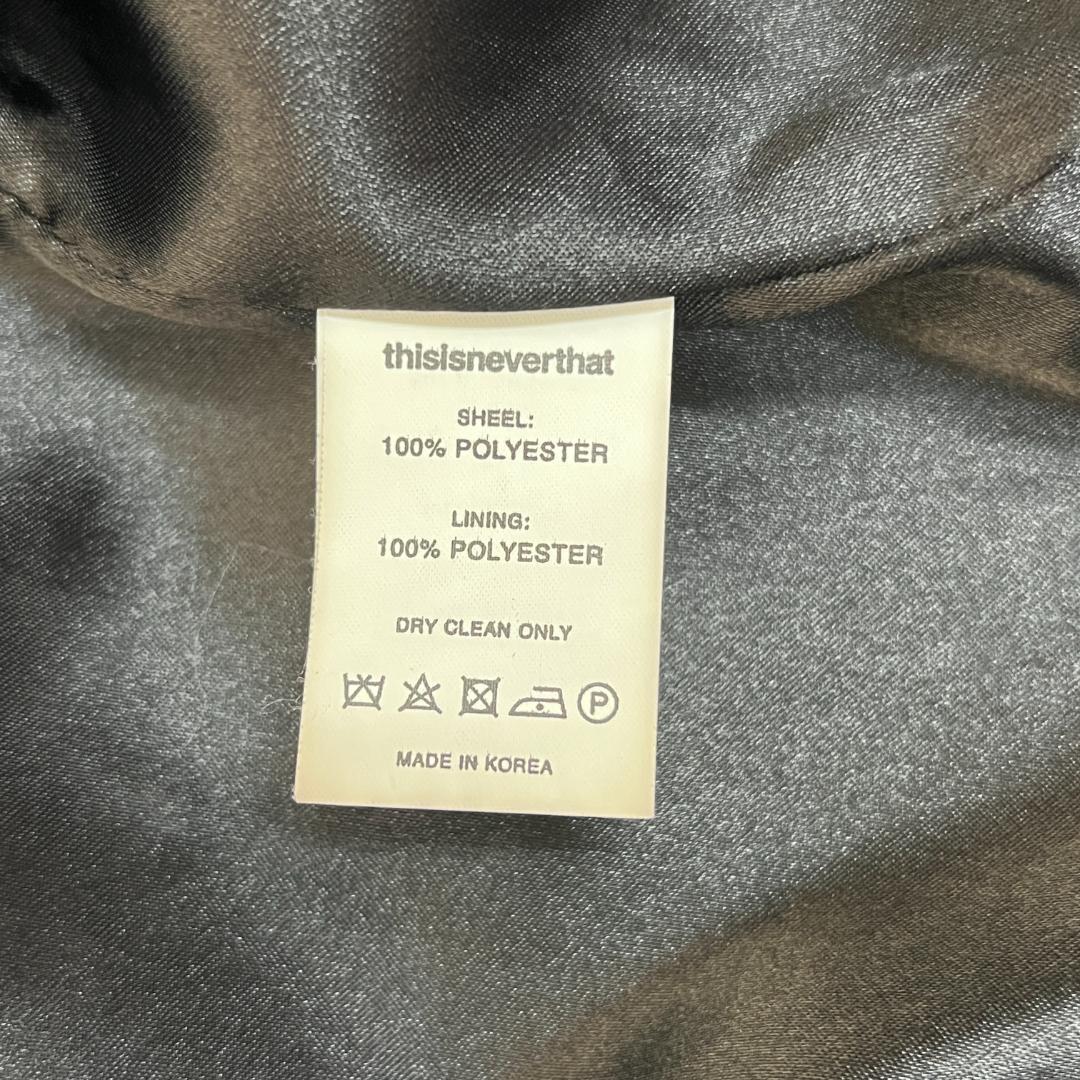 thisisneverthat
SHEEL:
100% POLYESTER
LINING:
100% POLYESTER
DRY CLEAN ONLY
P
MADE IN KOREA